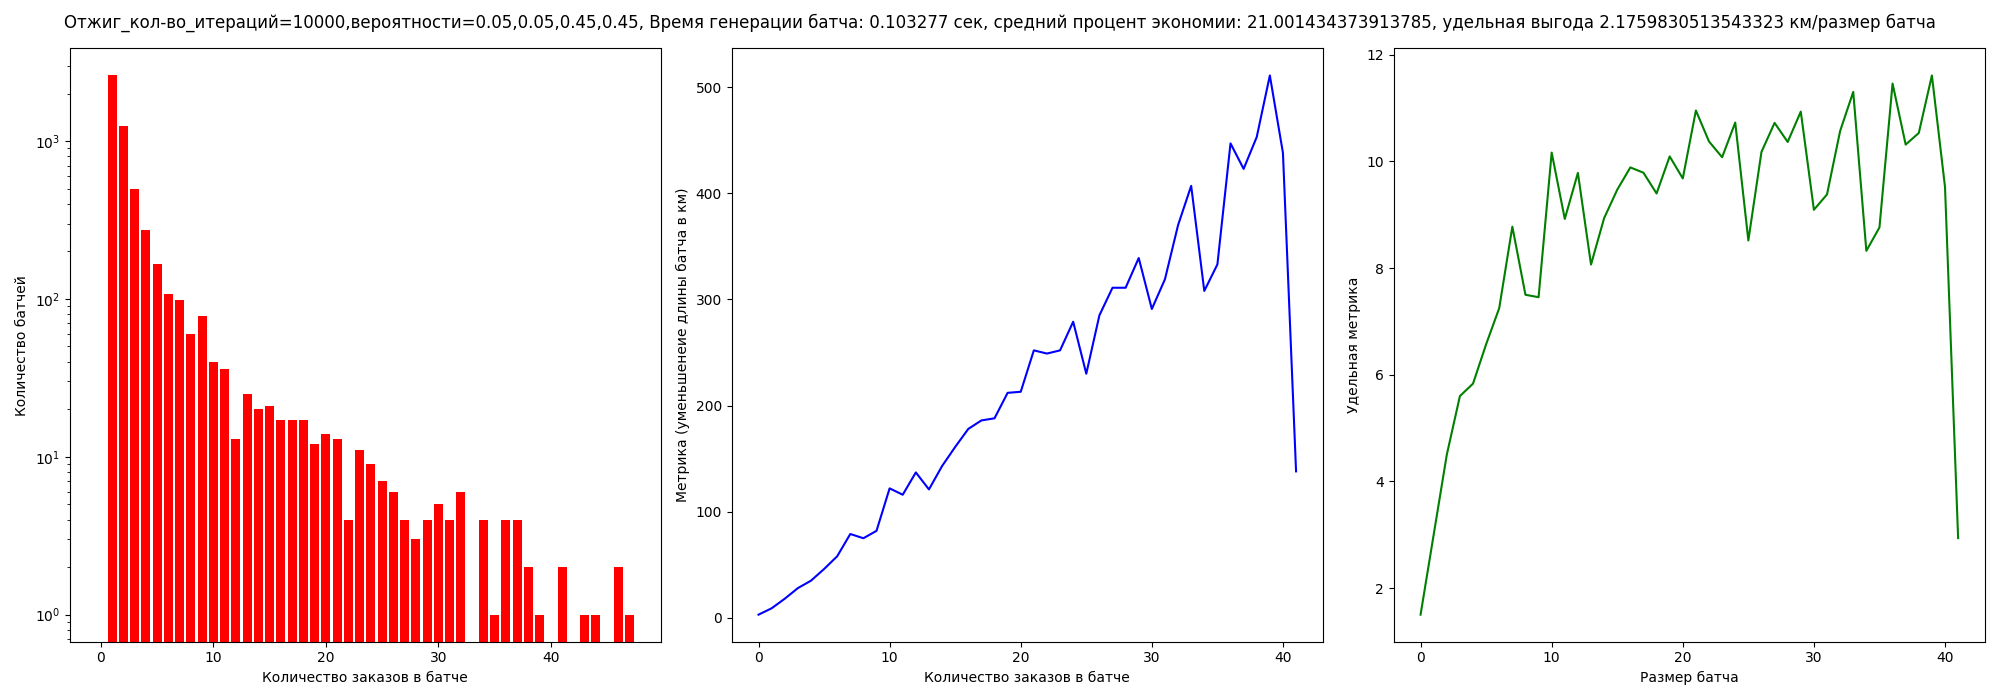 Отжиг_кол-во_итераций=10000,вероятности=0.05,0.05,0.45,0.45, Время генерации батча: 0.103277 сек, средний процент экономии: 21.001434373913785, удельная выгода 2.1759830513543323 км/размер батча
Количество батчей
10³
10²
10¹
10⁰
0 10 20 30 40
Количество заказов в батче
Метрика (уменьшенеие длины батча в км)
500
400
300
200
100
0
0 10 20 30 40
Количество заказов в батче
Удельная метрика
12
10
8
6
4
2
0 10 20 30 40
Размер батча